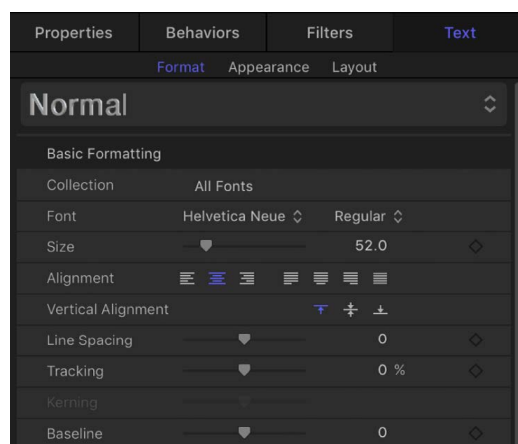 Properties Behaviors Filters Text
Format Appearance Layout
Normal
Basic Formatting
Collection All Fonts
Font Helvetica Neue Regular
Size 52.0
Alignment
Vertical Alignment
Line Spacing 0
Tracking 0 %
Kerning
Baseline 0